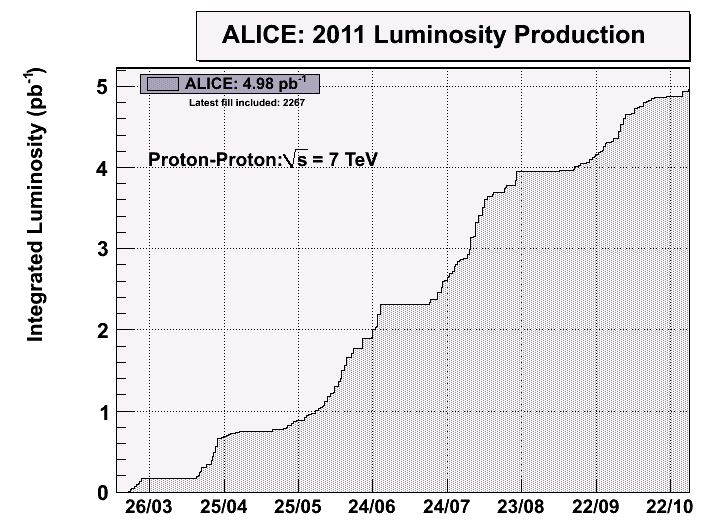 ALICE: 2011 Luminosity Production
Integrated Luminosity (pb⁻¹)
ALICE: 4.98 pb⁻¹
Latest fill included: 2267
Proton-Proton:√s = 7 TeV
5
4
3
2
1
0
26/03 25/04 25/05 24/06 24/07 23/08 22/09 22/10